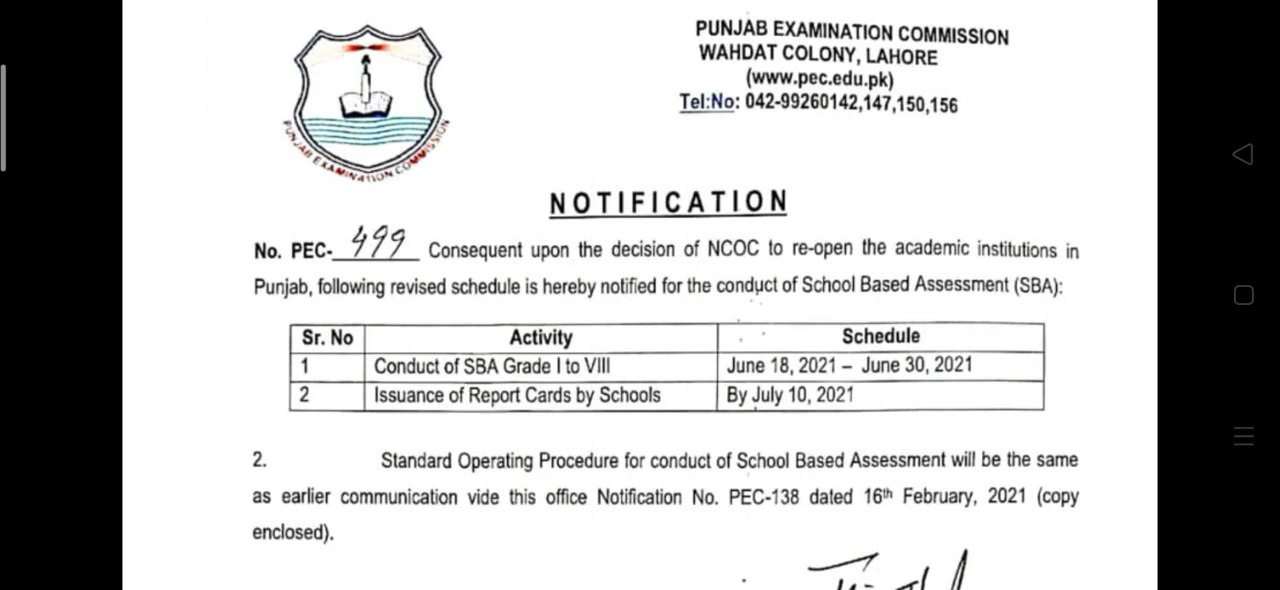 PUNJAB EXAMINATION COMMISSION
PUNJAB EXAMINATION COMMISSION
WAHDAT COLONY, LAHORE
(www.pec.edu.pk)
Tel:No: 042-99260142,147,150,156
NOTIFICATION
No. PEC- 499 Consequent upon the decision of NCOC to re-open the academic institutions in
Punjab, following revised schedule is hereby notified for the conduct of School Based Assessment (SBA):
Sr. No Activity Schedule
1 Conduct of SBA Grade I to VIII June 18, 2021 – June 30, 2021
2 Issuance of Report Cards by Schools By July 10, 2021
2. Standard Operating Procedure for conduct of School Based Assessment will be the same
as earlier communication vide this office Notification No. PEC-138 dated 16th February, 2021 (copy
enclosed).